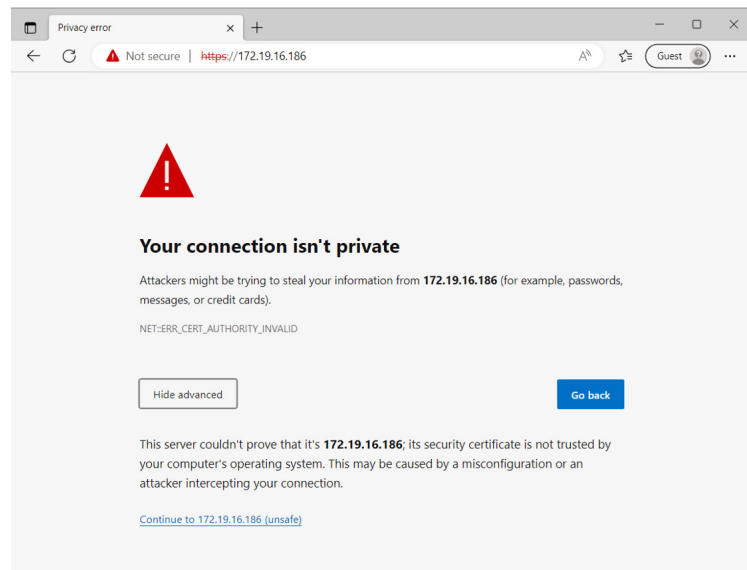 Privacy error
Not secure | https://172.19.16.186
A
Guest
!
Your connection isn't private
Attackers might be trying to steal your information from 172.19.16.186 (for example, passwords,
messages, or credit cards).
NET::ERR_CERT_AUTHORITY_INVALID
Hide advanced
Go back
This server couldn't prove that it's 172.19.16.186; its security certificate is not trusted by
your computer's operating system. This may be caused by a misconfiguration or an
attacker intercepting your connection.
Continue to 172.19.16.186 (unsafe)